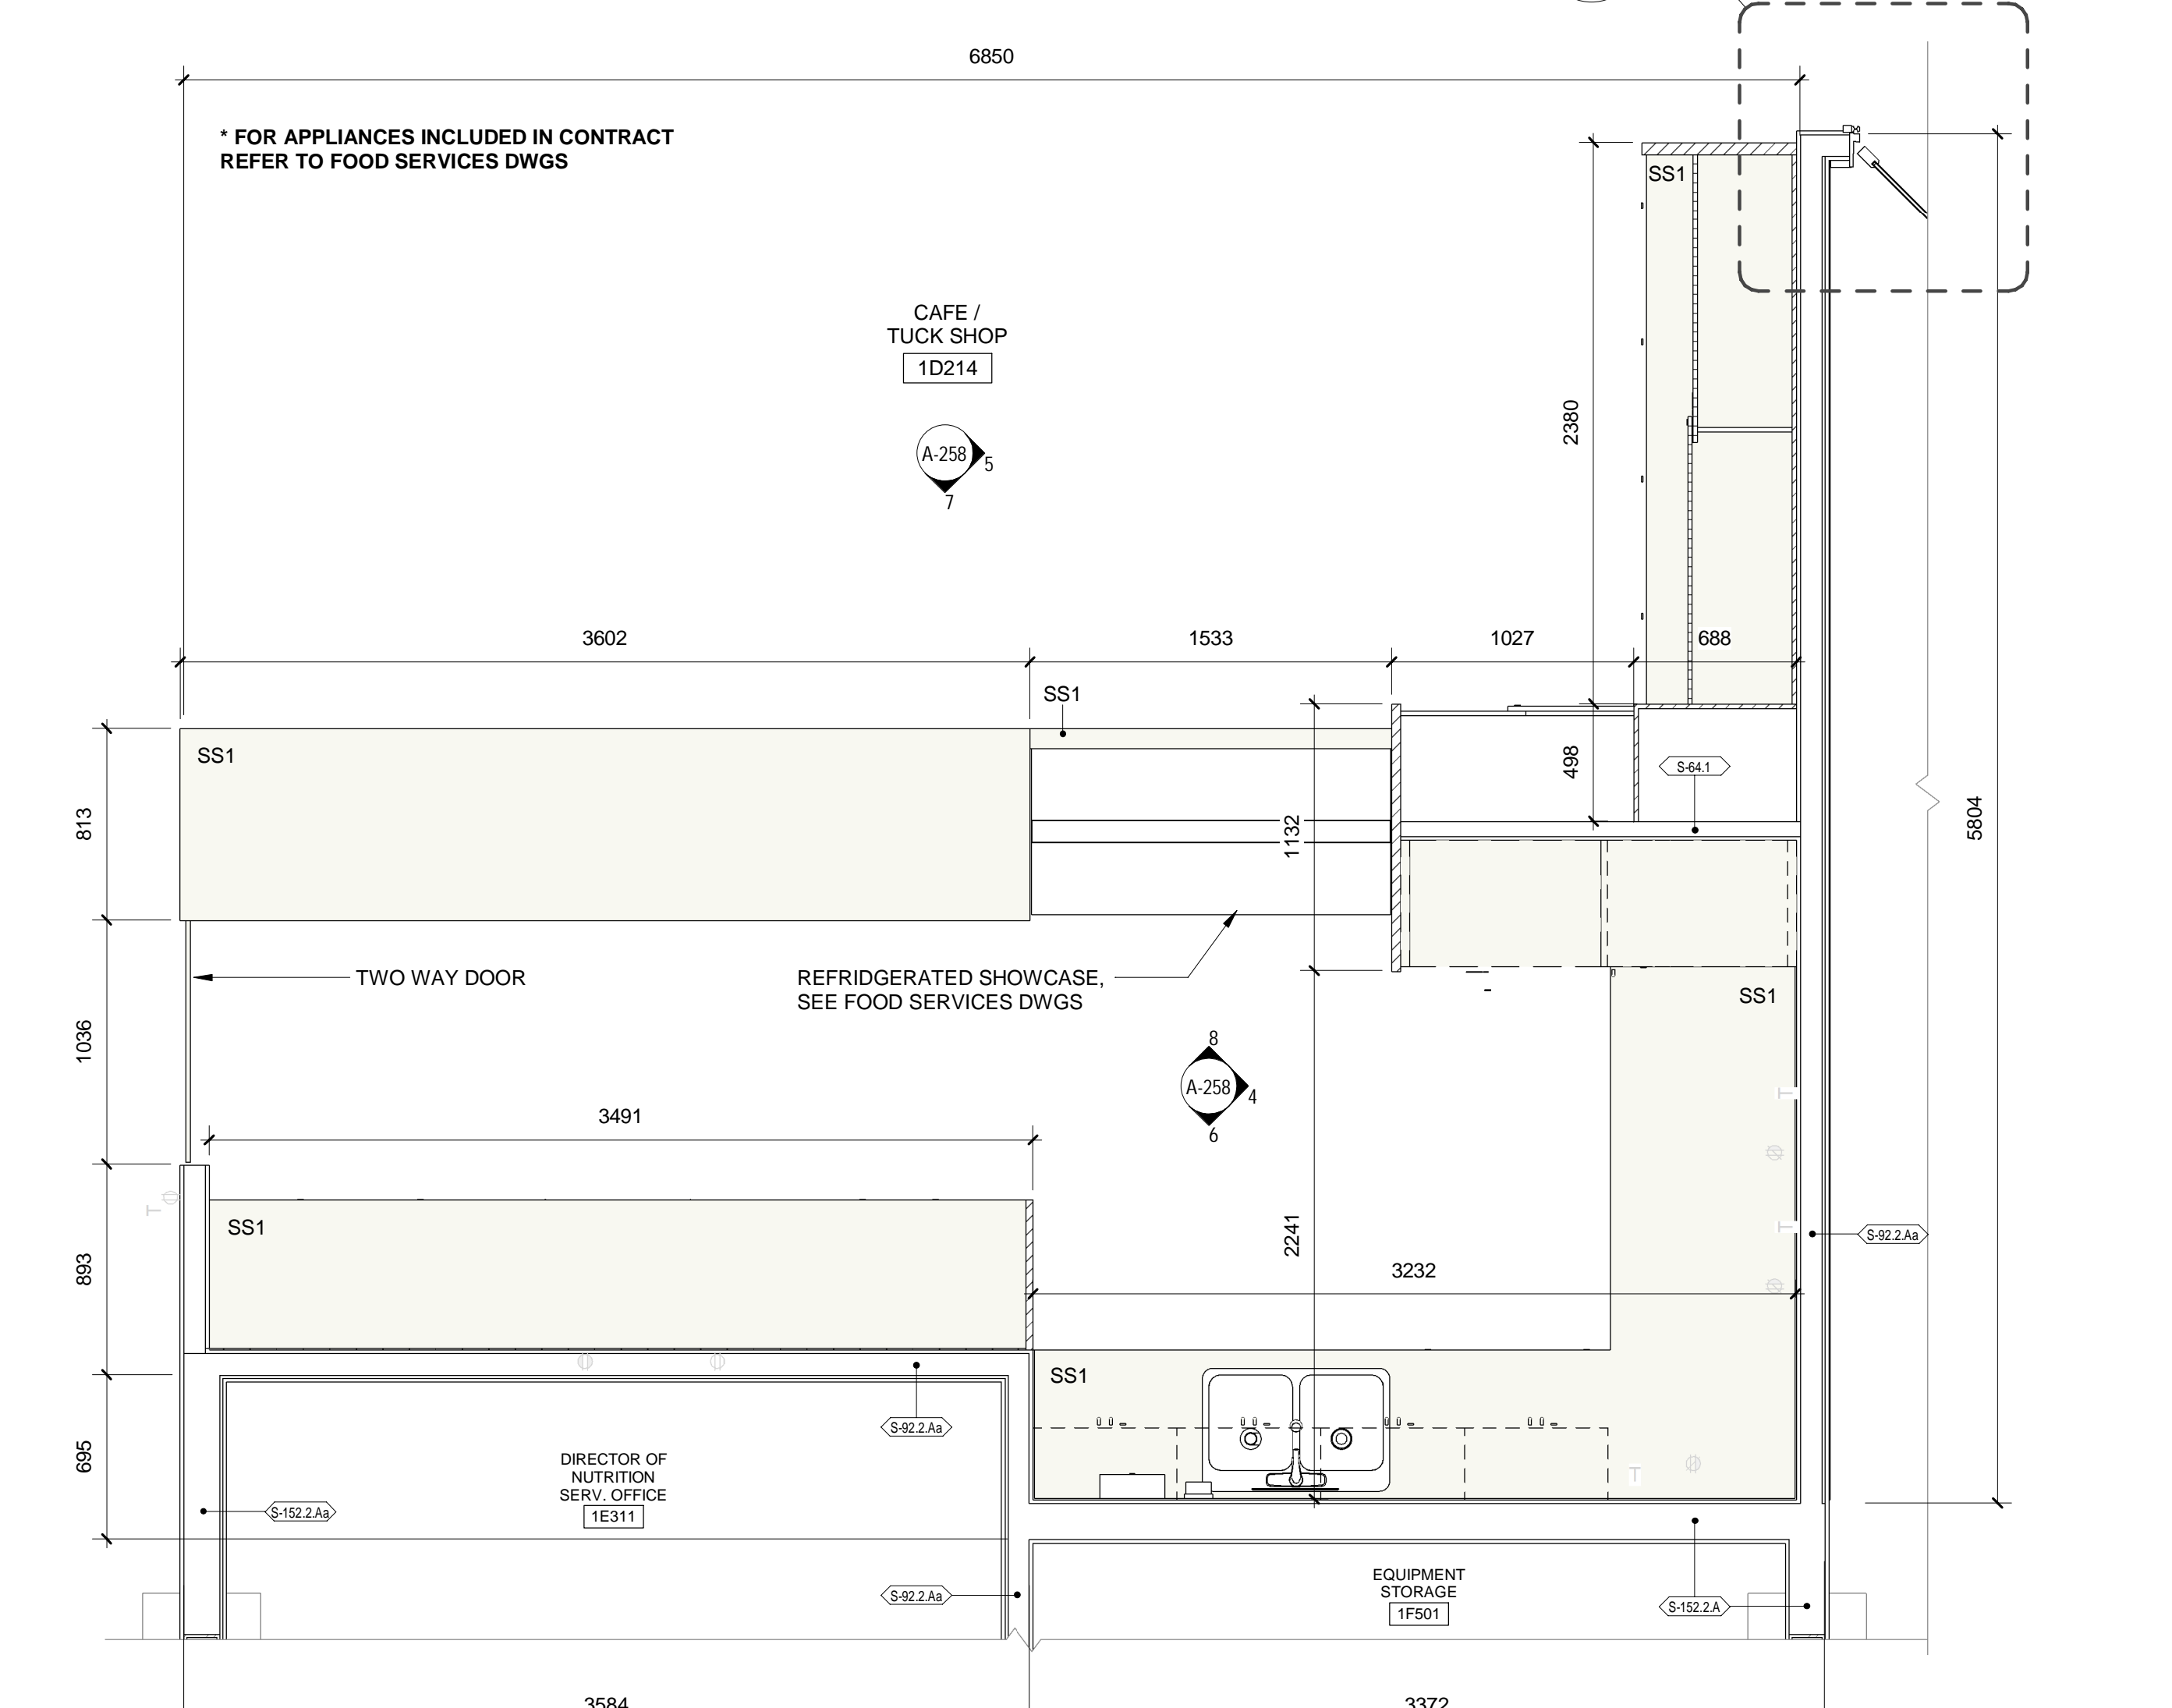 6850
* FOR APPLIANCES INCLUDED IN CONTRACT
REFER TO FOOD SERVICES DWGS
SS1
CAFE /
TUCK SHOP
1D214
A-258
5
7
2380
3602
1533
1027
688
SS1
SS1
813
498
S-64.1
1132
5804
TWO WAY DOOR
REFRIDGERATED SHOWCASE,
SEE FOOD SERVICES DWGS
SS1
1036
8
A-258
4
6
3491
T
T
SS1
893
2241
T
S-92.2.Aa
3232
SS1
S-92.2.Aa
695
DIRECTOR OF
NUTRITION
SERV. OFFICE
1E311
T
S-152.2.Aa
S-92.2.Aa
EQUIPMENT
STORAGE
1F501
S-152.2.A
3584
3372